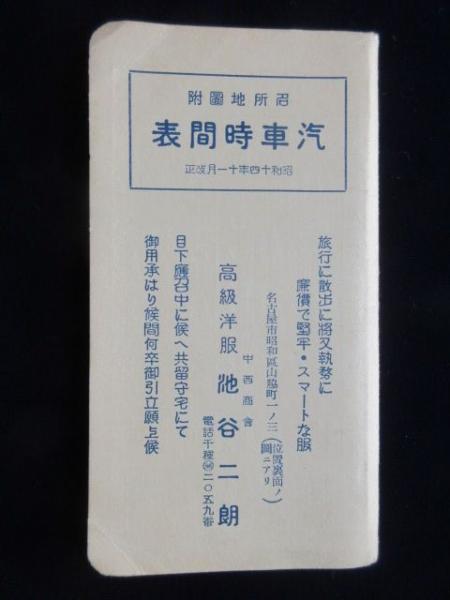 附圖地所名
表間時車汽
正改月一十年四十和昭
旅行に散步に將又執務に
廉價で堅牢・スマートな服
名古屋市昭和區山脇町一ノ三(位置裏面ノ圖ニアリ)
中西商會
高級洋服 池谷二朗
電話千種㊙二〇五九番
目下應召中に候へ共留守宅にて
御用承はり候間何卒御引立願上候